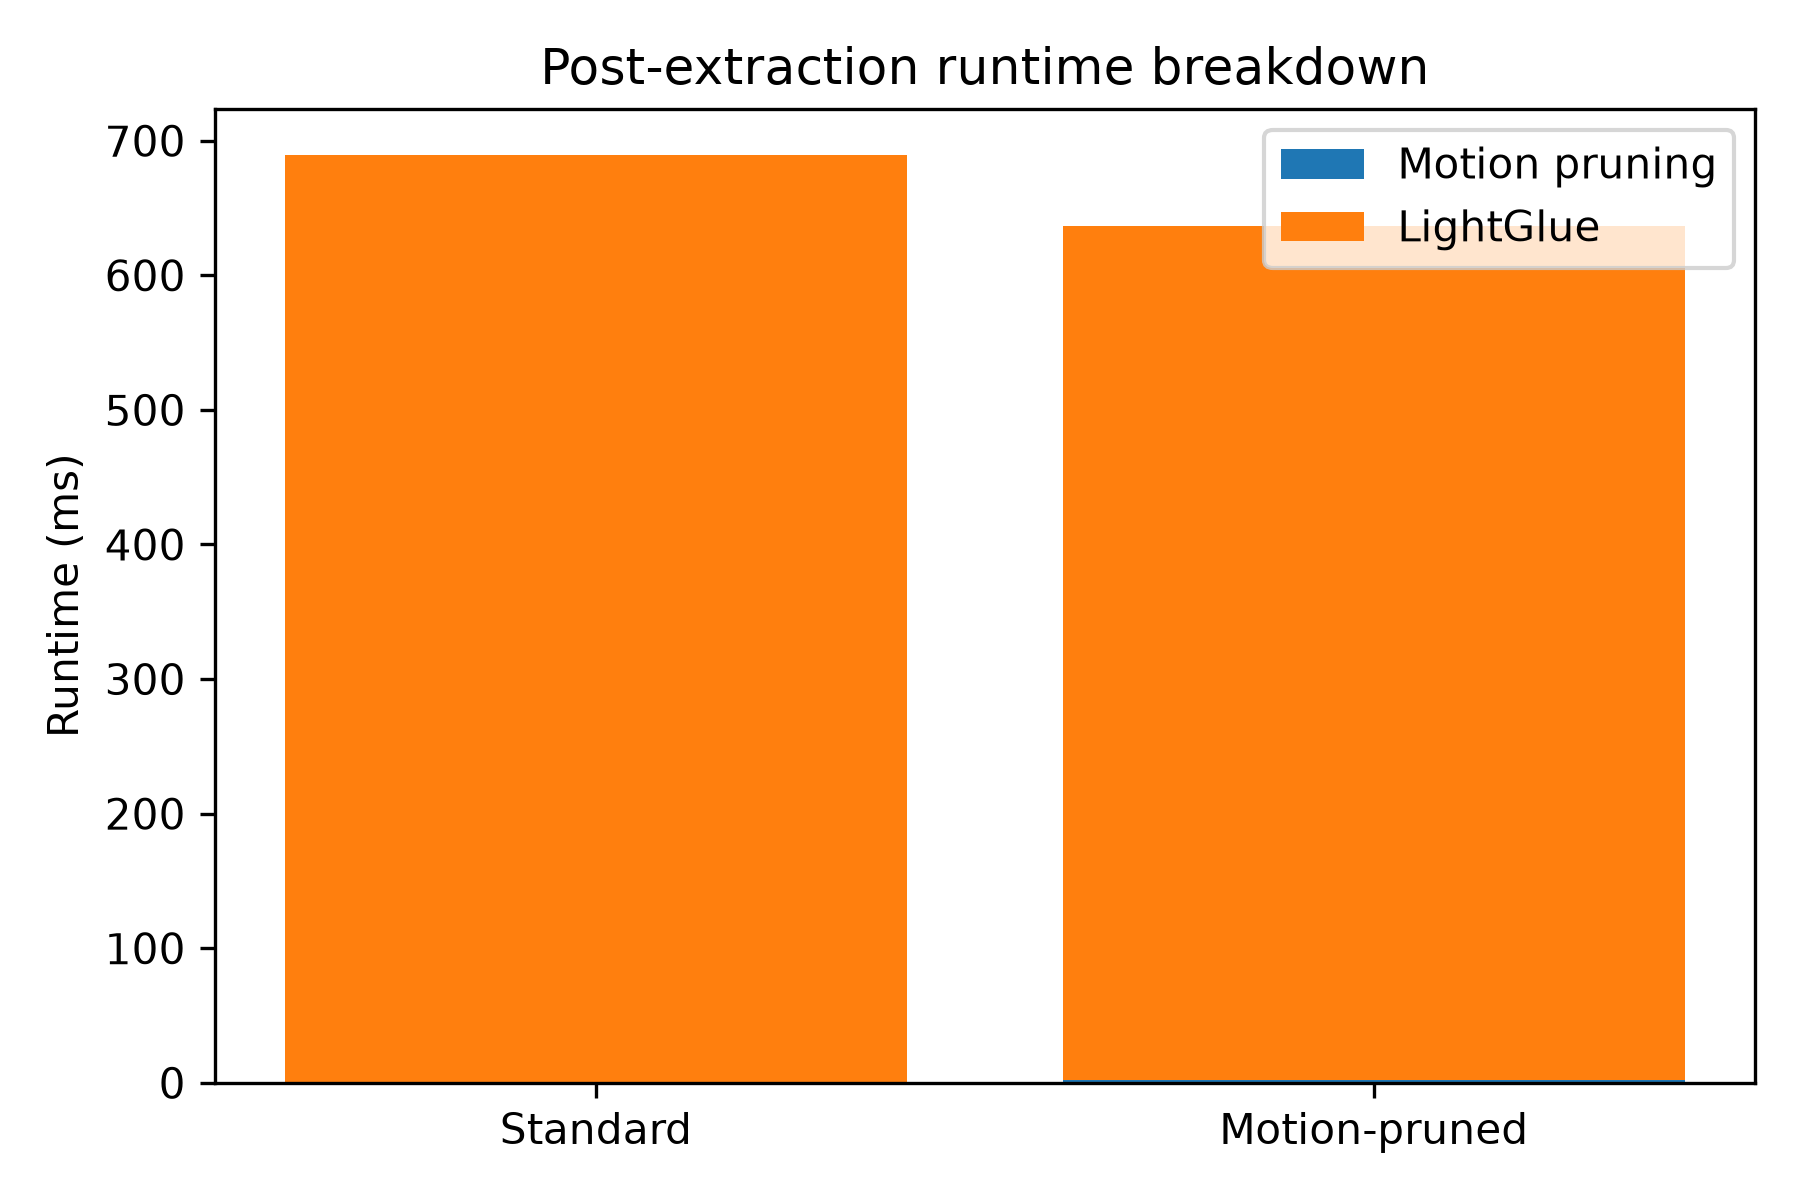 Post-extraction runtime breakdown
Motion pruning
LightGlue
Runtime (ms)
700
600
500
400
300
200
100
0
Standard
Motion-pruned